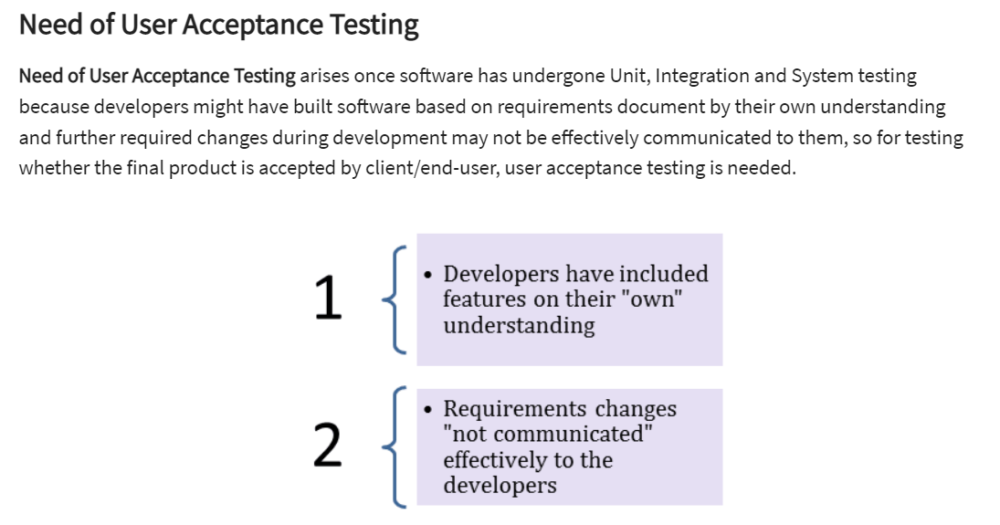 Need of User Acceptance Testing
Need of User Acceptance Testing arises once software has undergone Unit, Integration and System testing
because developers might have built software based on requirements document by their own understanding
and further required changes during development may not be effectively communicated to them, so for testing
whether the final product is accepted by client/end-user, user acceptance testing is needed.
1
• Developers have included
features on their "own"
understanding
2
• Requirements changes
"not communicated"
effectively to the
developers